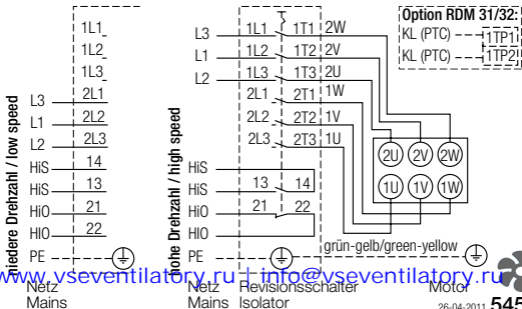 Option RDM 31/32:
KL (PTC) 1TP1
KL (PTC) 1TP2
niedere Drehzahl / low speed
1L1
1L2
1L3
L3 2L1
L1 2L2
L2 2L3
HiS 14
HiS 13
HiO 21
HIO 22
PE
Netz
Mains
hohe Drehzahl / high speed
L3 1L1 1T1 2W
L1 1L2 1T2 2V
L2 1L3 1T3 2U
2L1 2T1 1W
2L2 2T2 1V
2L3 2T3 1U
HiS
HiS 13 14
HiO 21 22
HIO
PE
grün-gelb/green-yellow
2U 2V 2W
1U 1V 1W
Netz
Mains
Revisionsschalter
Isolator
Motor
www.vseventilatory.ru | info@vseventilatory.ru
26-04-2011 545